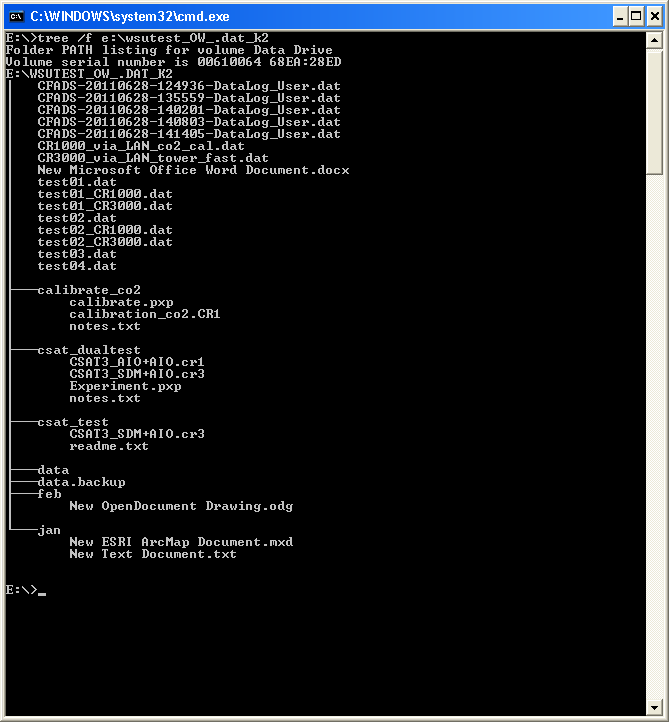 C:\WINDOWS\system32\cmd.exe
E:\>tree /f e:\wsutest_OW_.dat_k2
Folder PATH listing for volume Data Drive
Volume serial number is 00610064 68EA:28ED
E:\WSUTEST_OW_.DAT_K2
CFADS-20110628-124936-DataLog_User.dat
CFADS-20110628-135559-DataLog_User.dat
CFADS-20110628-140201-DataLog_User.dat
CFADS-20110628-140803-DataLog_User.dat
CFADS-20110628-141405-DataLog_User.dat
CR1000_via_LAN_co2_cal.dat
CR3000_via_LAN_tower_fast.dat
New Microsoft Office Word Document.docx
test01.dat
test01_CR1000.dat
test01_CR3000.dat
test02.dat
test02_CR1000.dat
test02_CR3000.dat
test03.dat
test04.dat
calibrate_co2
calibrate.pxp
calibration_co2.CR1
notes.txt
csat_dualtest
CSAT3_AIO+AIO.cr1
CSAT3_SDM+AIO.cr3
Experiment.pxp
notes.txt
csat_test
CSAT3_SDM+AIO.cr3
readme.txt
data
data.backup
feb
New OpenDocument Drawing.odg
jan
New ESRI ArcMap Document.mxd
New Text Document.txt
E:\>_